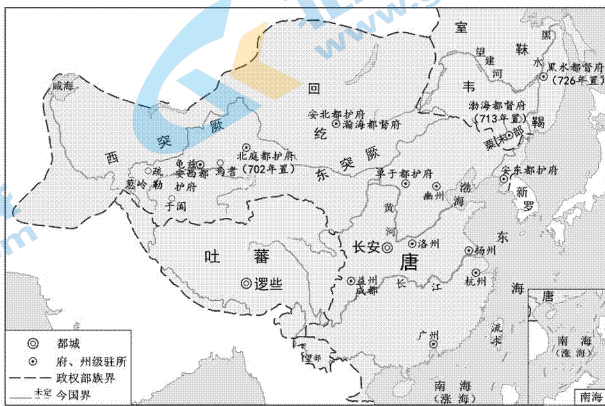 咸海
西突厥
葱岭
疏勒
龟兹
安西都护府
焉者
于阗
北庭都护府
(702年置)
回纥
安北都护府
瀚海都督府
东突厥
单于都护府
幽州
室韦
望建河
黑水
靺鞨
黑水都督府
(726年置)
渤海都督府
(713年置)
粟末部
安东都护府
新罗
渤海
黄河
长安
洛州
唐
扬州
杭州
益州
成都
长江
吐蕃
逻些
广州
流求
东海
南海
(涨海)
唐
南海
(涨海)
南海
都城
府、州级驻所
政权部族界
未定
今国界